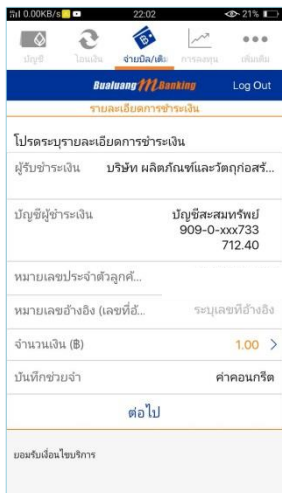 0.00KB/s 22:02 21%
บัญชี โอนเงิน จ่ายบิล/เติม การลงทุน เพิ่มเติม
Bualuang mBanking Log Out
รายละเอียดการชำระเงิน
โปรดระบุรายละเอียดการชำระเงิน
ผู้รับชำระเงิน บริษัท ผลิตภัณฑ์และวัตถุก่อสร้...
บัญชีผู้ชำระเงิน บัญชีสะสมทรัพย์
909-0-xxx733
712.40
หมายเลขประจำตัวลูกค้...
หมายเลขอ้างอิง (เลขที่อ้... ระบุเลขที่อ้างอิง
จำนวนเงิน (฿) 1.00 >
บันทึกช่วยจำ ค่าคอนกรีต
ต่อไป
ยอมรับเงื่อนไขบริการ